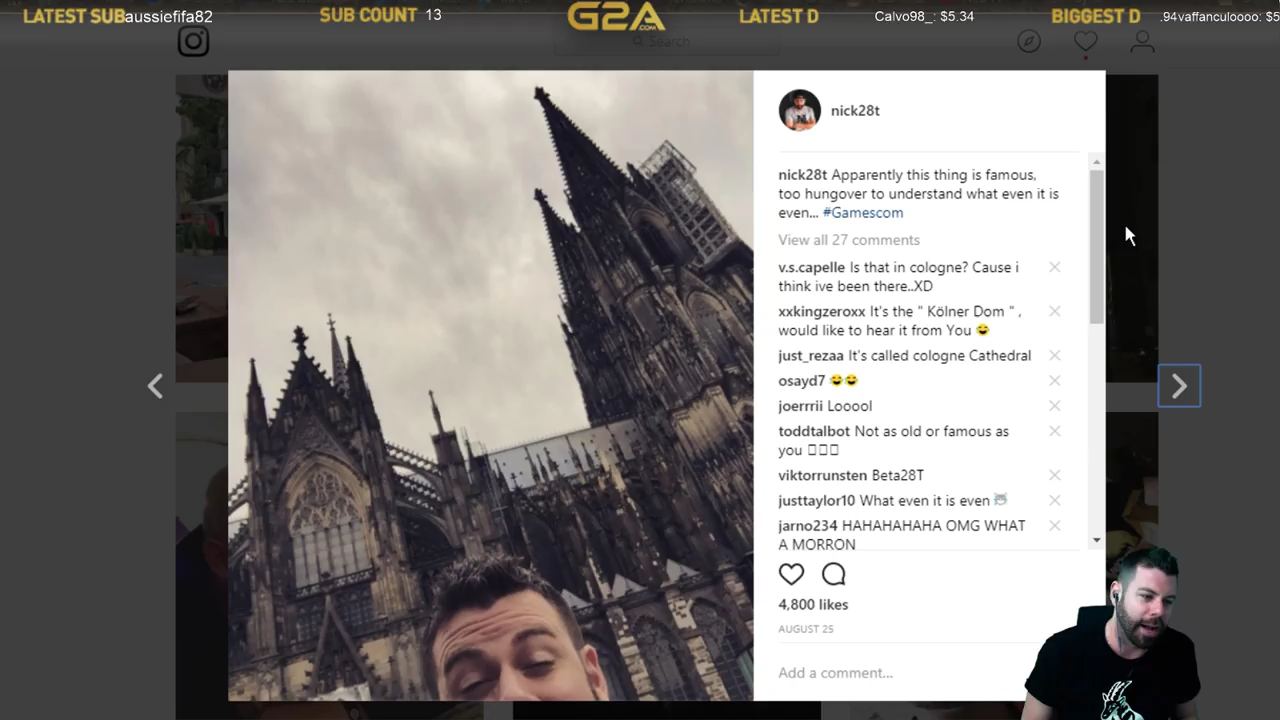 LATEST SUB aussiefifa82 SUB COUNT 13 G2A.COM LATEST D Calvo98_: $5.34 BIGGEST D .94vaffanculoooo: $5
Search
nick28t
nick28t Apparently this thing is famous,
too hungover to understand what even it is
even... #Gamescom
View all 27 comments
v.s.capelle Is that in cologne? Cause i
think ive been there..XD
xxkingzeroxx It's the " Kölner Dom " ,
would like to hear it from You 😂
just_rezaa It's called cologne Cathedral
osayd7 😂😂
joerrrii Looool
toddtalbot Not as old or famous as
you
viktorrunsten Beta28T
justtaylor10 What even it is even
jarno234 HAHAHAHAHA OMG WHAT
A MORRON
4,800 likes
AUGUST 25
Add a comment...